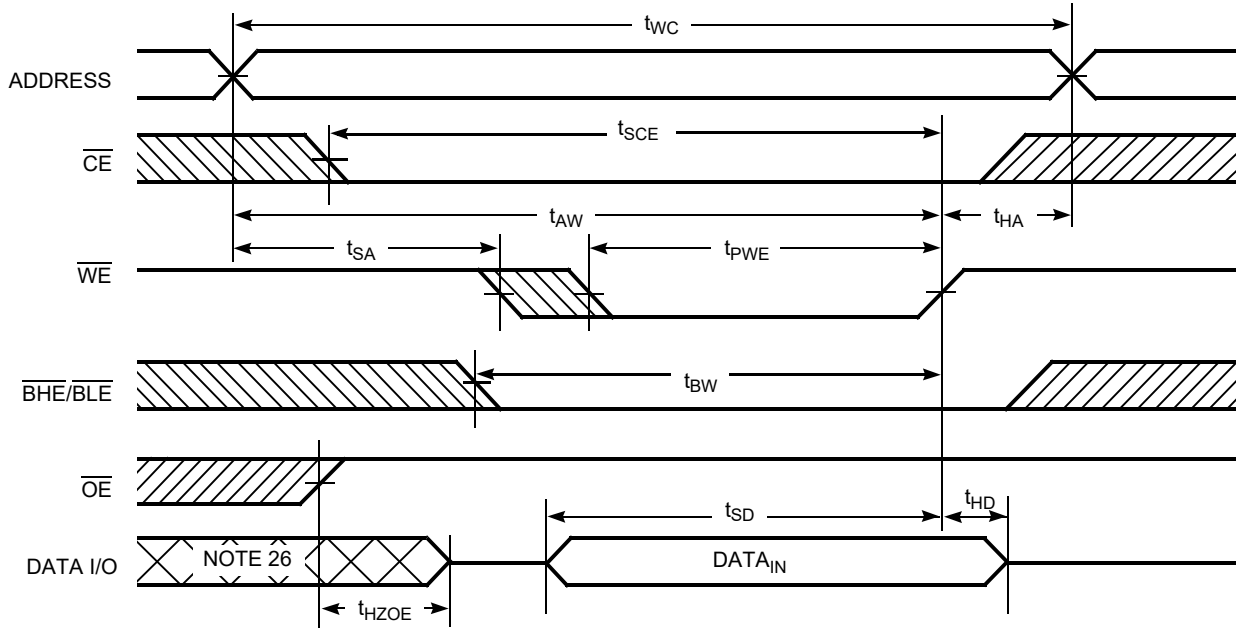 tWC
ADDRESS
tSCE
CE
tAW
tHA
tSA
tPWE
WE
tBW
BHE/BLE
OE
tSD
tHD
DATA I/O
NOTE 26
DATAIN
tHZOE